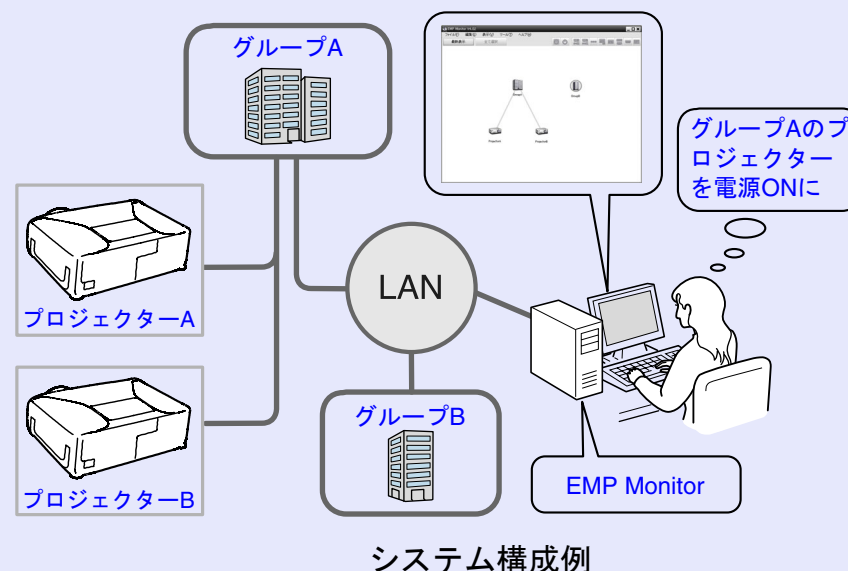 グループA
グループAのプ
ロジェクター
を電源ONに
プロジェクターA
LAN
プロジェクターB
グループB
EMP Monitor
システム構成例